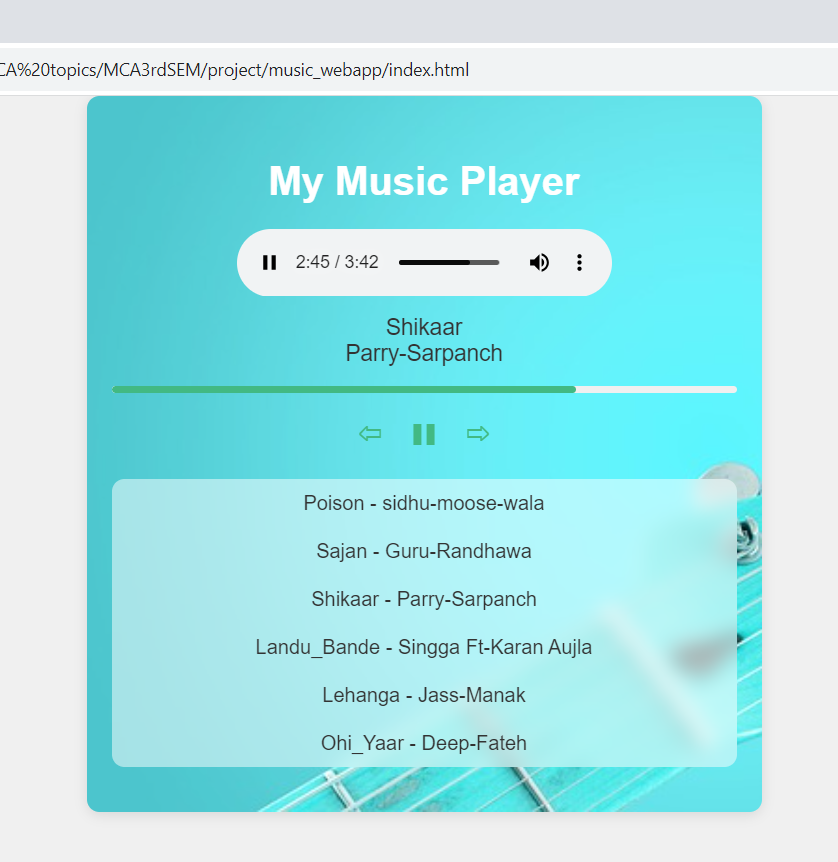 CA%20topics/MCA3rdSEM/project/music_webapp/index.html
My Music Player
2:45 / 3:42
Shikaar
Parry-Sarpanch
Poison - sidhu-moose-wala
Sajan - Guru-Randhawa
Shikaar - Parry-Sarpanch
Landu_Bande - Singga Ft-Karan Aujla
Lehanga - Jass-Manak
Ohi_Yaar - Deep-Fateh